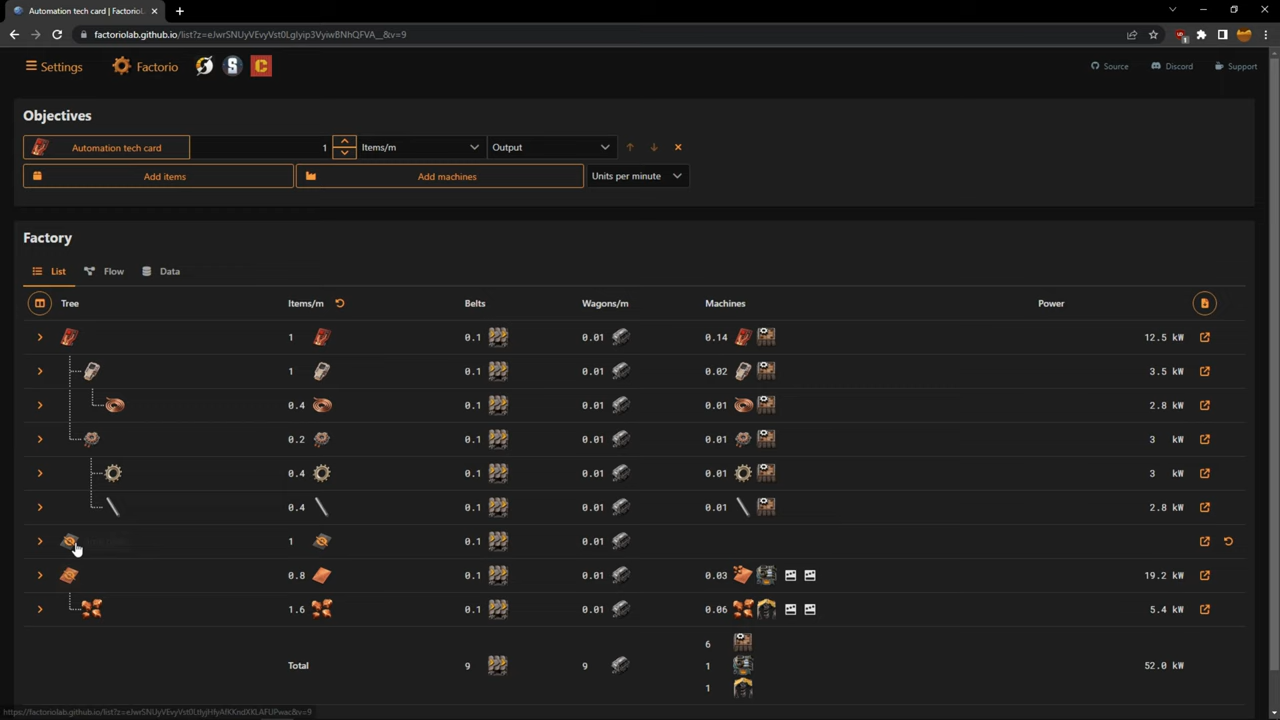 Automation tech card | FactorioL
factoriolab.github.io/list?z=eJwrSNUyVEvyVst0LgIyip3VyiwBNhQFVA__&v=9
Settings
Factorio
S
C
Source
Discord
Support
Objectives
Automation tech card
1
Items/m
Output
Add items
Add machines
Units per minute
Factory
List
Flow
Data
Tree Items/m Belts Wagons/m Machines Power
1 0.1 0.01 0.14 12.5 kW
1 0.1 0.01 0.02 3.5 kW
0.4 0.1 0.01 0.01 2.8 kW
0.2 0.1 0.01 0.01 3 kW
0.4 0.1 0.01 0.01 3 kW
0.4 0.1 0.01 0.01 2.8 kW
1 0.1 0.01
0.8 0.1 0.01 0.03 19.2 kW
1.6 0.1 0.01 0.06 5.4 kW
6
Total 9 9 1 52.0 kW
1